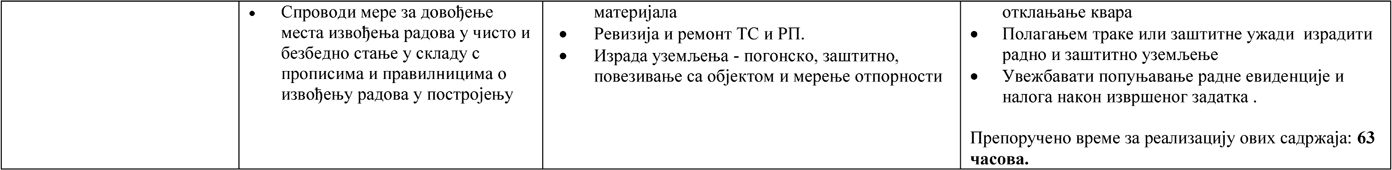 • Спроводи мере за довођење
места извођења радова у чисто и
безбедно стање у складу с
прописима и правилницима о
извођењу радова у постројењу
материјала
• Ревизија и ремонт ТС и РП.
• Израда уземљења - погонско, заштитно,
повезивање са објектом и мерење отпорности
отклањање квара
• Полагањем траке или заштитне ужади израдити
радно и заштитно уземљење
• Увежбавати попуњавање радне евиденције и
налога након извршеног задатка .
Препоручено време за реализацију ових садржаја: 63
часова.